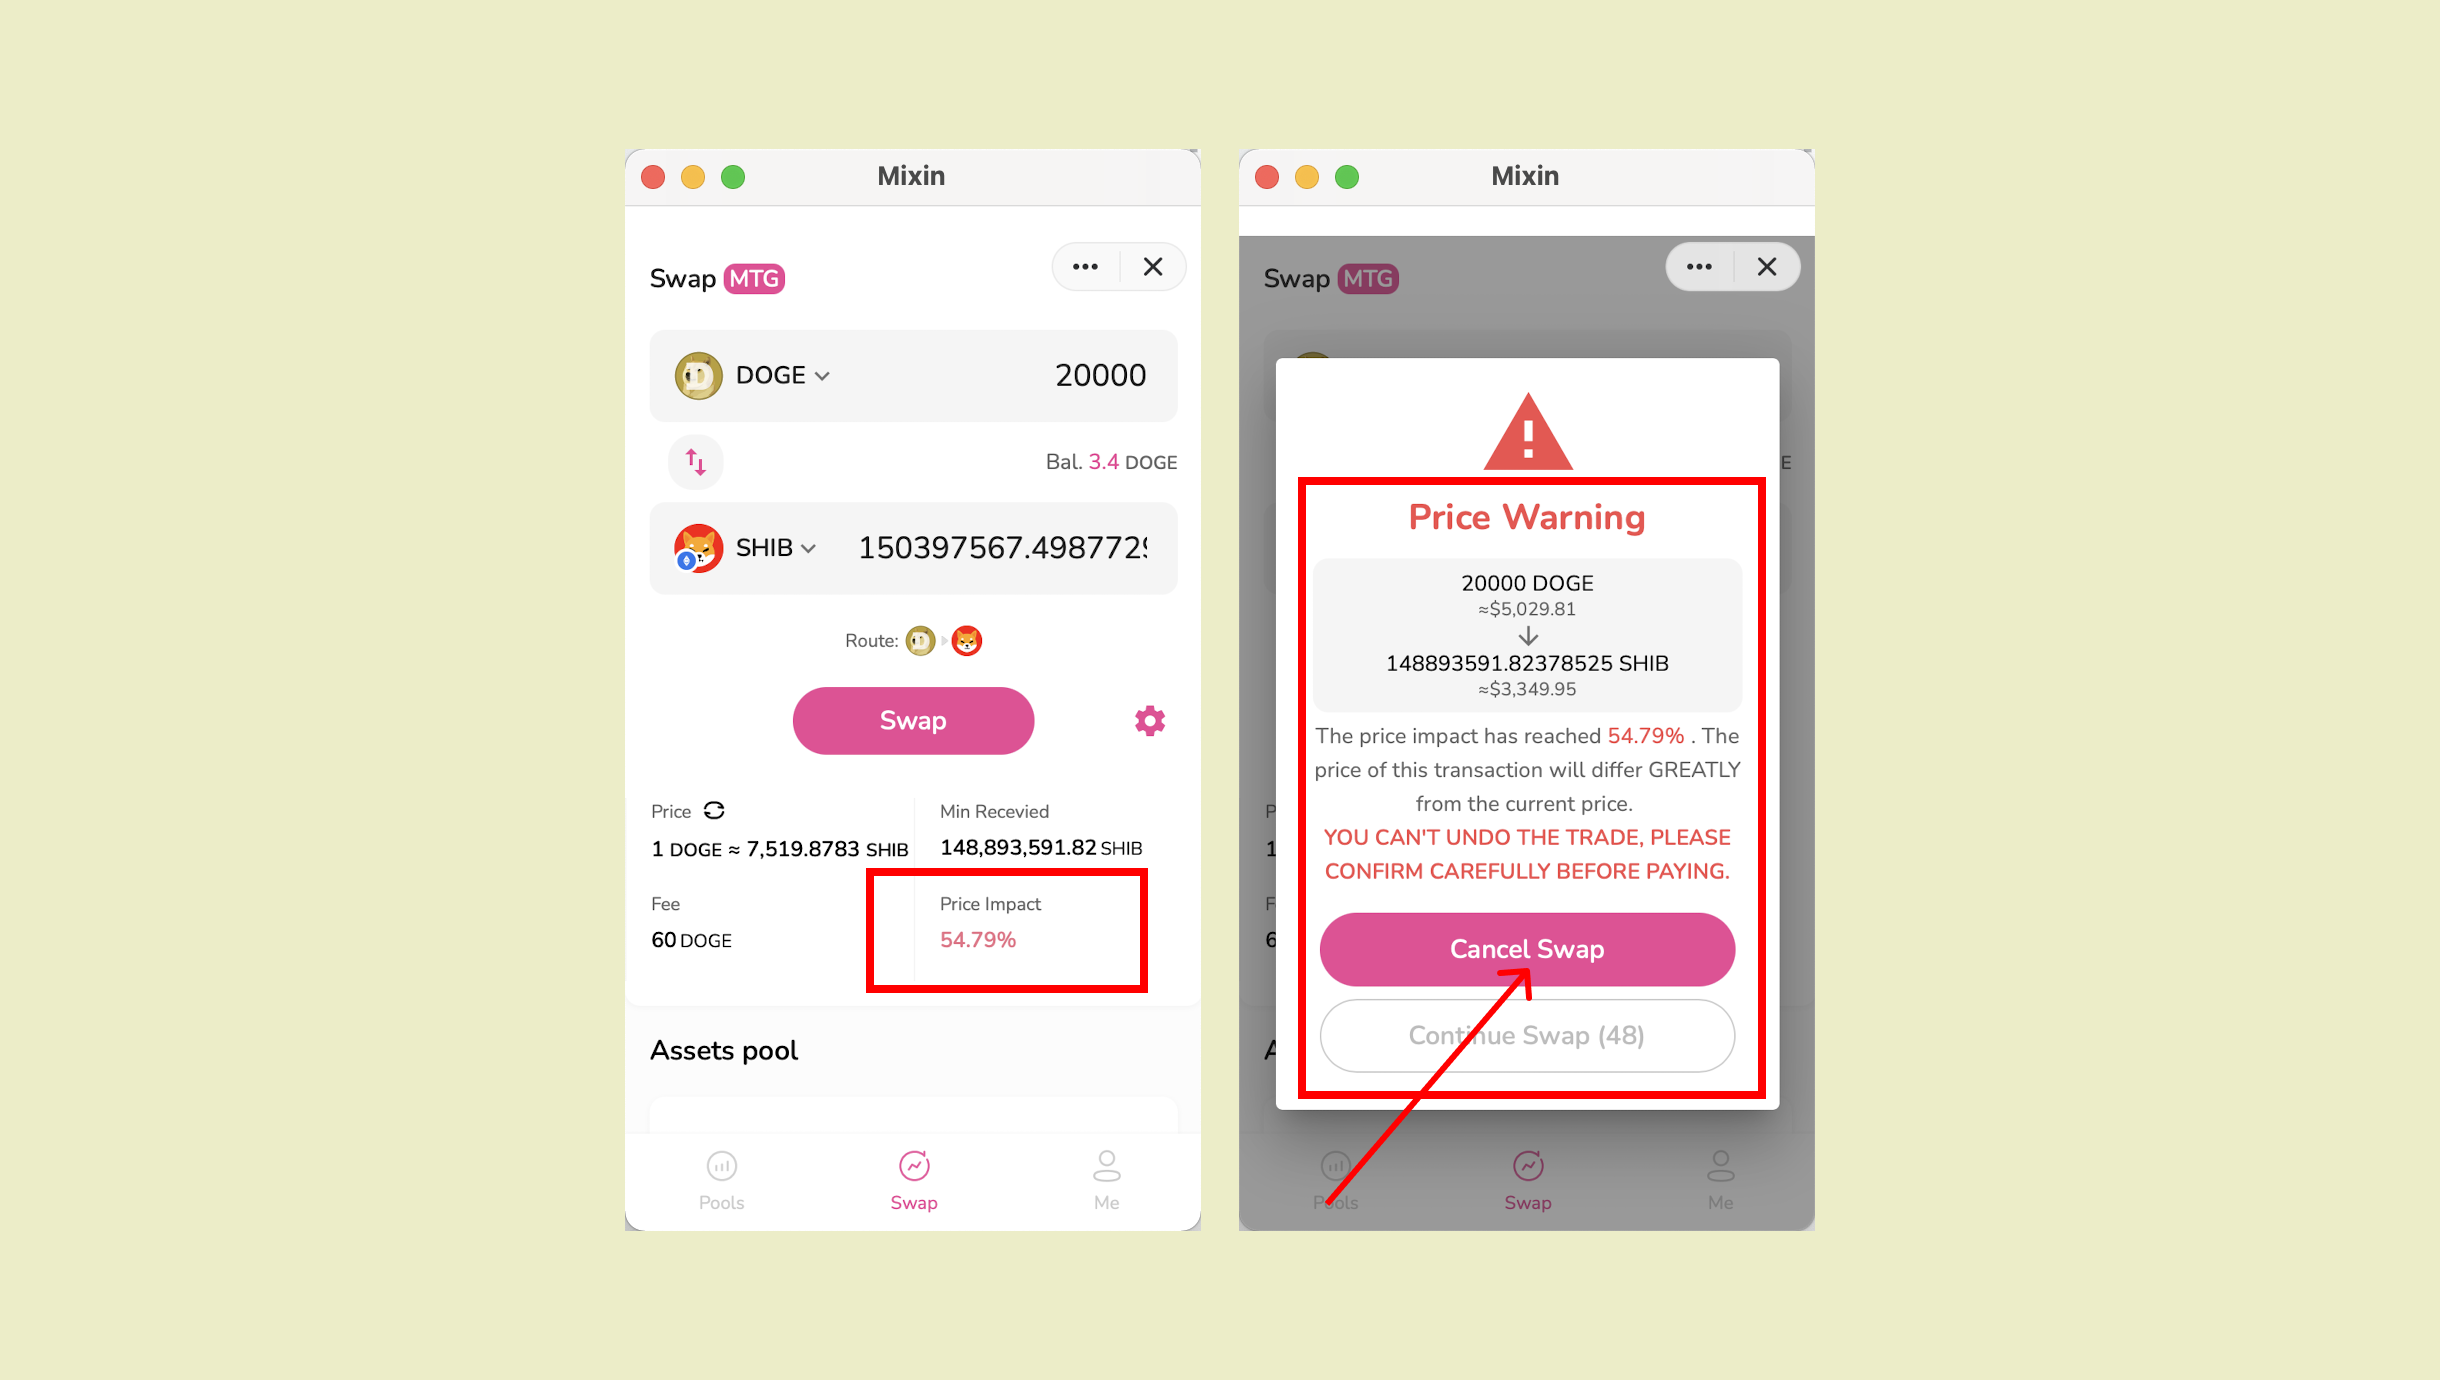 Mixin
Swap MTG
DOGE 20000
Bal. 3.4 DOGE
SHIB 150397567.4987729
Route:
Swap
Price
1 DOGE ≈ 7,519.8783 SHIB
Min Recevied
148,893,591.82 SHIB
Fee
60 DOGE
Price Impact
54.79%
Assets pool
Pools
Swap
Me
Mixin
Swap MTG
E
Price Warning
20000 DOGE
≈$5,029.81
148893591.82378525 SHIB
≈$3,349.95
The price impact has reached 54.79% . The
price of this transaction will differ GREATLY
from the current price.
YOU CAN'T UNDO THE TRADE, PLEASE
CONFIRM CAREFULLY BEFORE PAYING.
Cancel Swap
Continue Swap (48)
P
1
F
6
A
Pools
Swap
Me